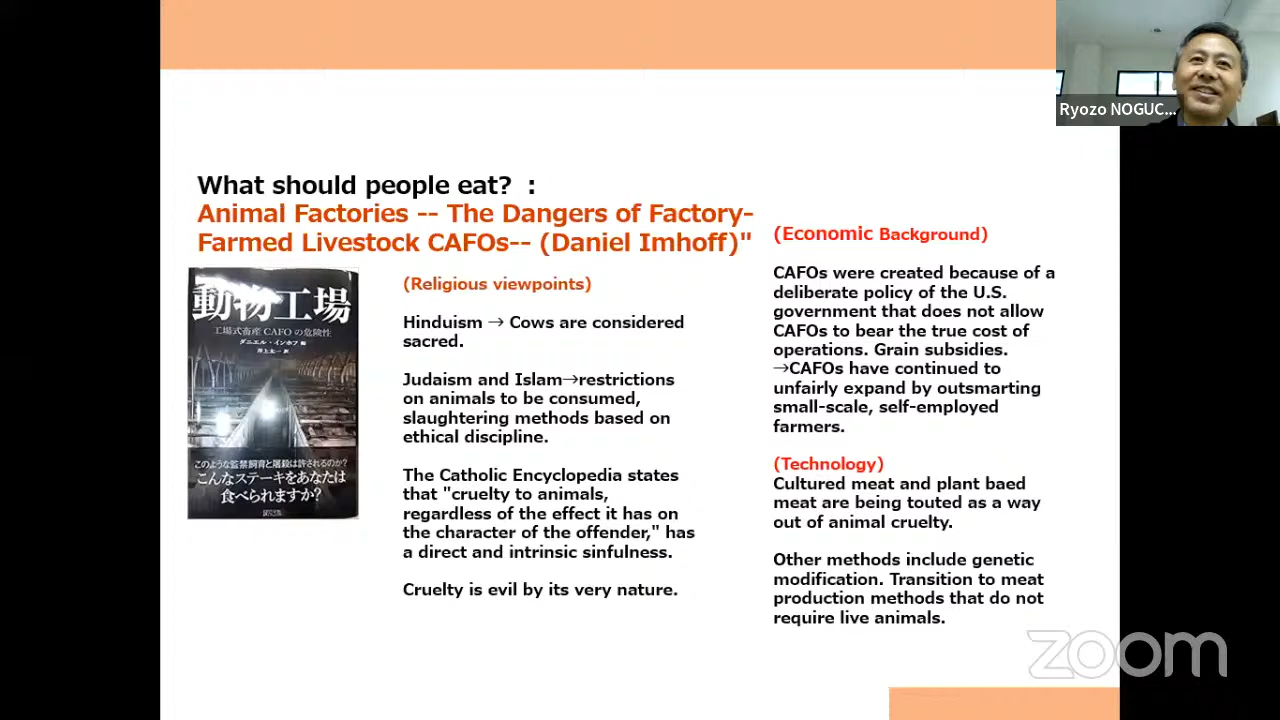 Ryozo NOGUC...
What should people eat? :
Animal Factories -- The Dangers of Factory-
Farmed Livestock CAFOs-- (Daniel Imhoff)"
動物工場
工場式畜産 CAFO の危険性
ダニエル・インホフ 編
井上太一 訳
このような監禁飼育と屠殺は許されるのか?
こんなステーキをあなたは
食べられますか?
(Religious viewpoints)
Hinduism → Cows are considered
sacred.
Judaism and Islam→restrictions
on animals to be consumed,
slaughtering methods based on
ethical discipline.
The Catholic Encyclopedia states
that "cruelty to animals,
regardless of the effect it has on
the character of the offender," has
a direct and intrinsic sinfulness.
Cruelty is evil by its very nature.
(Economic Background)
CAFOs were created because of a
deliberate policy of the U.S.
government that does not allow
CAFOs to bear the true cost of
operations. Grain subsidies.
→CAFOs have continued to
unfairly expand by outsmarting
small-scale, self-employed
farmers.
(Technology)
Cultured meat and plant baed
meat are being touted as a way
out of animal cruelty.
Other methods include genetic
modification. Transition to meat
production methods that do not
require live animals.
zoom